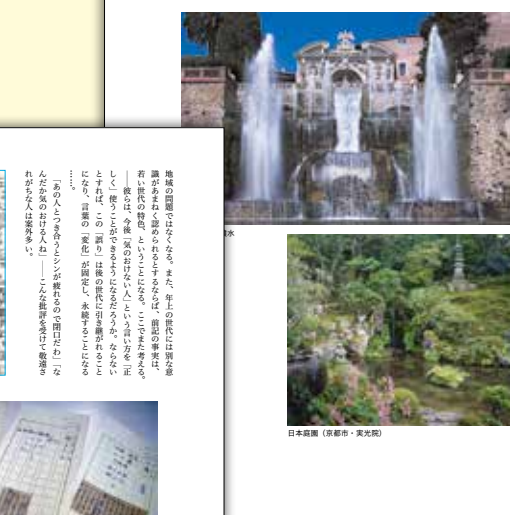 地域の問題ではなくなる。また、年上の世代には別な意
識があまねく認められるとするならば、前記の事実は、
若い世代の特色、ということになる。ここでまた考える。
――彼らは、今後「気のおけない人」という言い方を「正
しく」使うことができるようになるだろうか。ならない
とすれば、この「誤り」は後の世代に引き継がれること
になり、言葉の「変化」が固定し、永続することになる
……。
「あの人とつき合うとシンが疲れるので閉口だわ」「な
んだか気のおける人ね」――こんな批評を受けて敬遠さ
れがちな人は案外多い。
水
日本庭園（京都市・実光院）